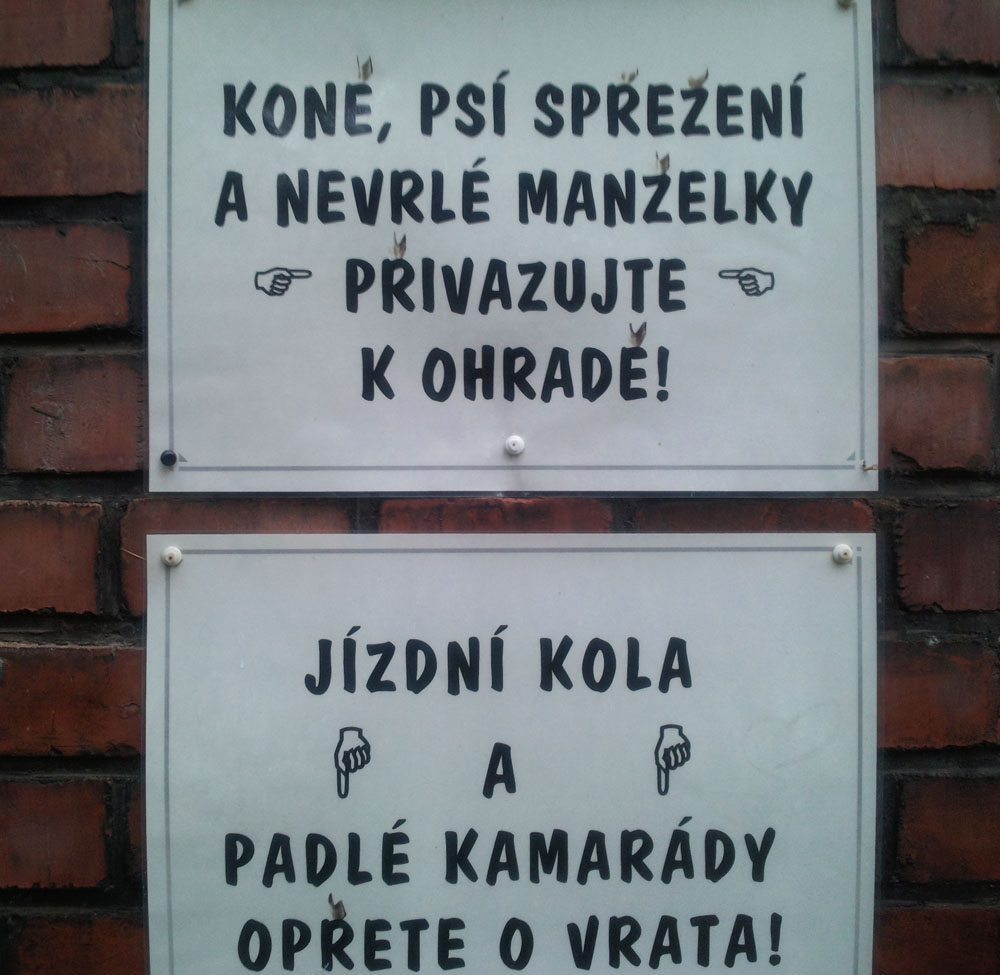 KONĚ, PSÍ SPŘEŽENÍ
A NEVRLÉ MANŽELKY
PŘIVAZUJTE
K OHRADĚ!
JÍZDNÍ KOLA
A
PADLÉ KAMARÁDY
OPŘETE O VRATA!